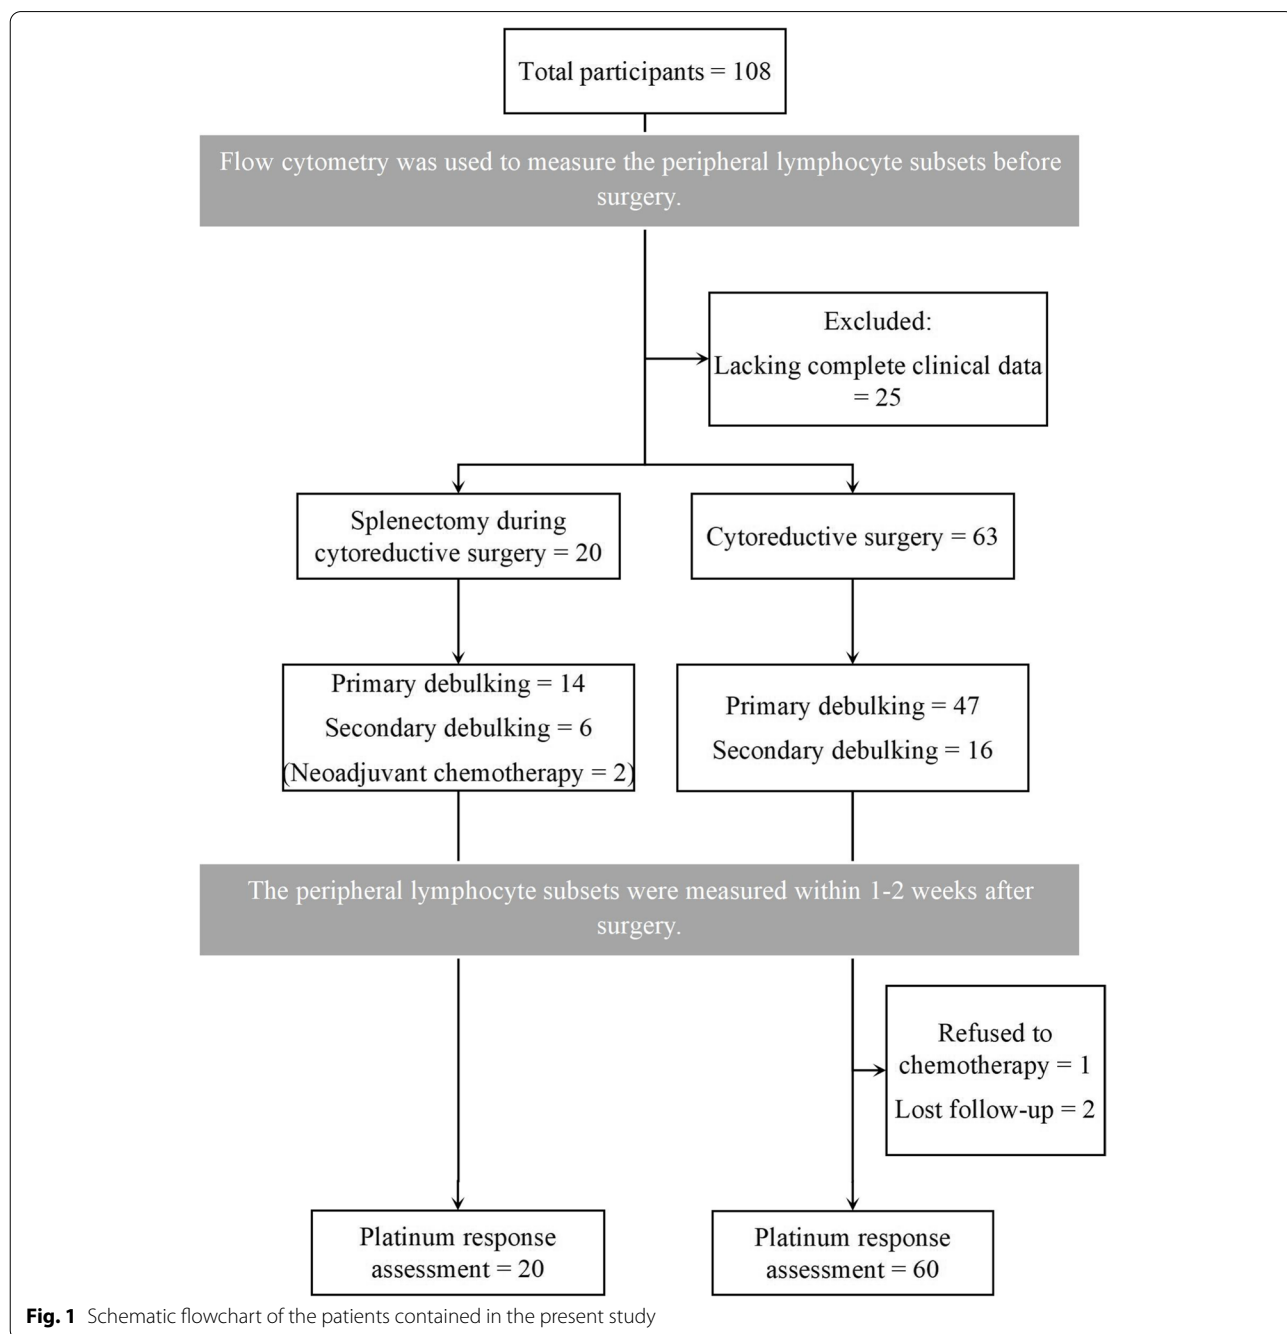 Total participants = 108
Flow cytometry was used to measure the peripheral lymphocyte subsets before
surgery.
Excluded:
Lacking complete clinical data
= 25
Splenectomy during
cytoreductive surgery = 20
Cytoreductive surgery = 63
Primary debulking = 14
Secondary debulking = 6
(Neoadjuvant chemotherapy = 2)
Primary debulking = 47
Secondary debulking = 16
The peripheral lymphocyte subsets were measured within 1-2 weeks after
surgery.
Refused to
chemotherapy = 1
Lost follow-up = 2
Platinum response
assessment = 20
Platinum response
assessment = 60
Fig. 1 Schematic flowchart of the patients contained in the present study